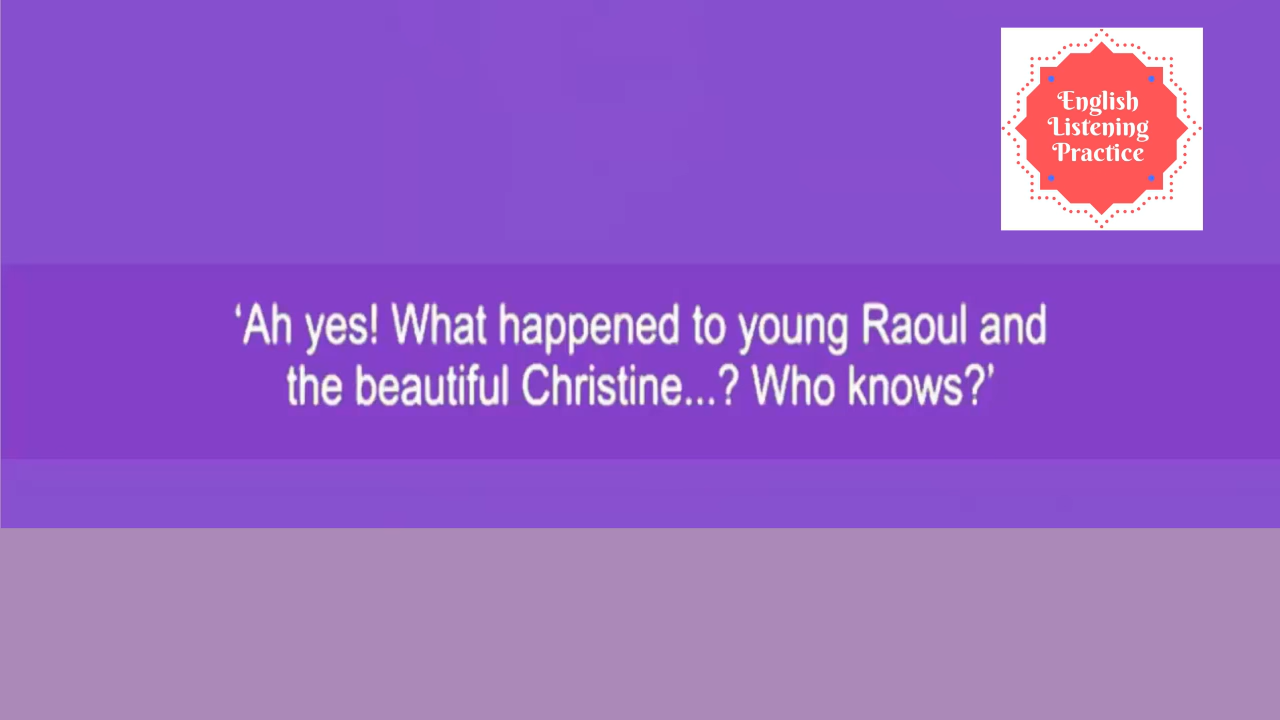 English
Listening
Practice
‘Ah yes! What happened to young Raoul and
the beautiful Christine...? Who knows?’